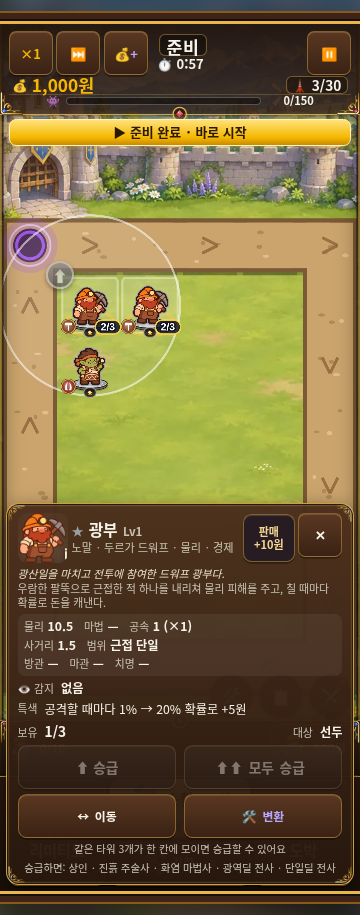 ×1
준비
0:57
1,000원
3/30
0/150
▶ 준비 완료 · 바로 시작
2/3
2/3
★ 광부 Lv1
노말 · 두르가 드워프 · 물리 · 경제
판매
+10원
×
광산일을 마치고 전투에 참여한 드워프 광부다.
우람한 팔뚝으로 근접한 적 하나를 내리쳐 물리 피해를 주고, 칠 때마다
확률로 돈을 캐낸다.
물리 10.5 마법 — 공속 1 (×1)
사거리 1.5 범위 근접 단일
방관 — 마관 — 치명 —
감지 없음
특색 공격할 때마다 1% → 20% 확률로 +5원
보유 1/3
대상 선두
⬆ 승급
⬆⬆ 모두 승급
↔ 이동
변환
같은 타워 3개가 한 칸에 모이면 승급할 수 있어요
승급하면: 상인 · 진흙 주술사 · 화염 마법사 · 광역딜 전사 · 단일딜 전사